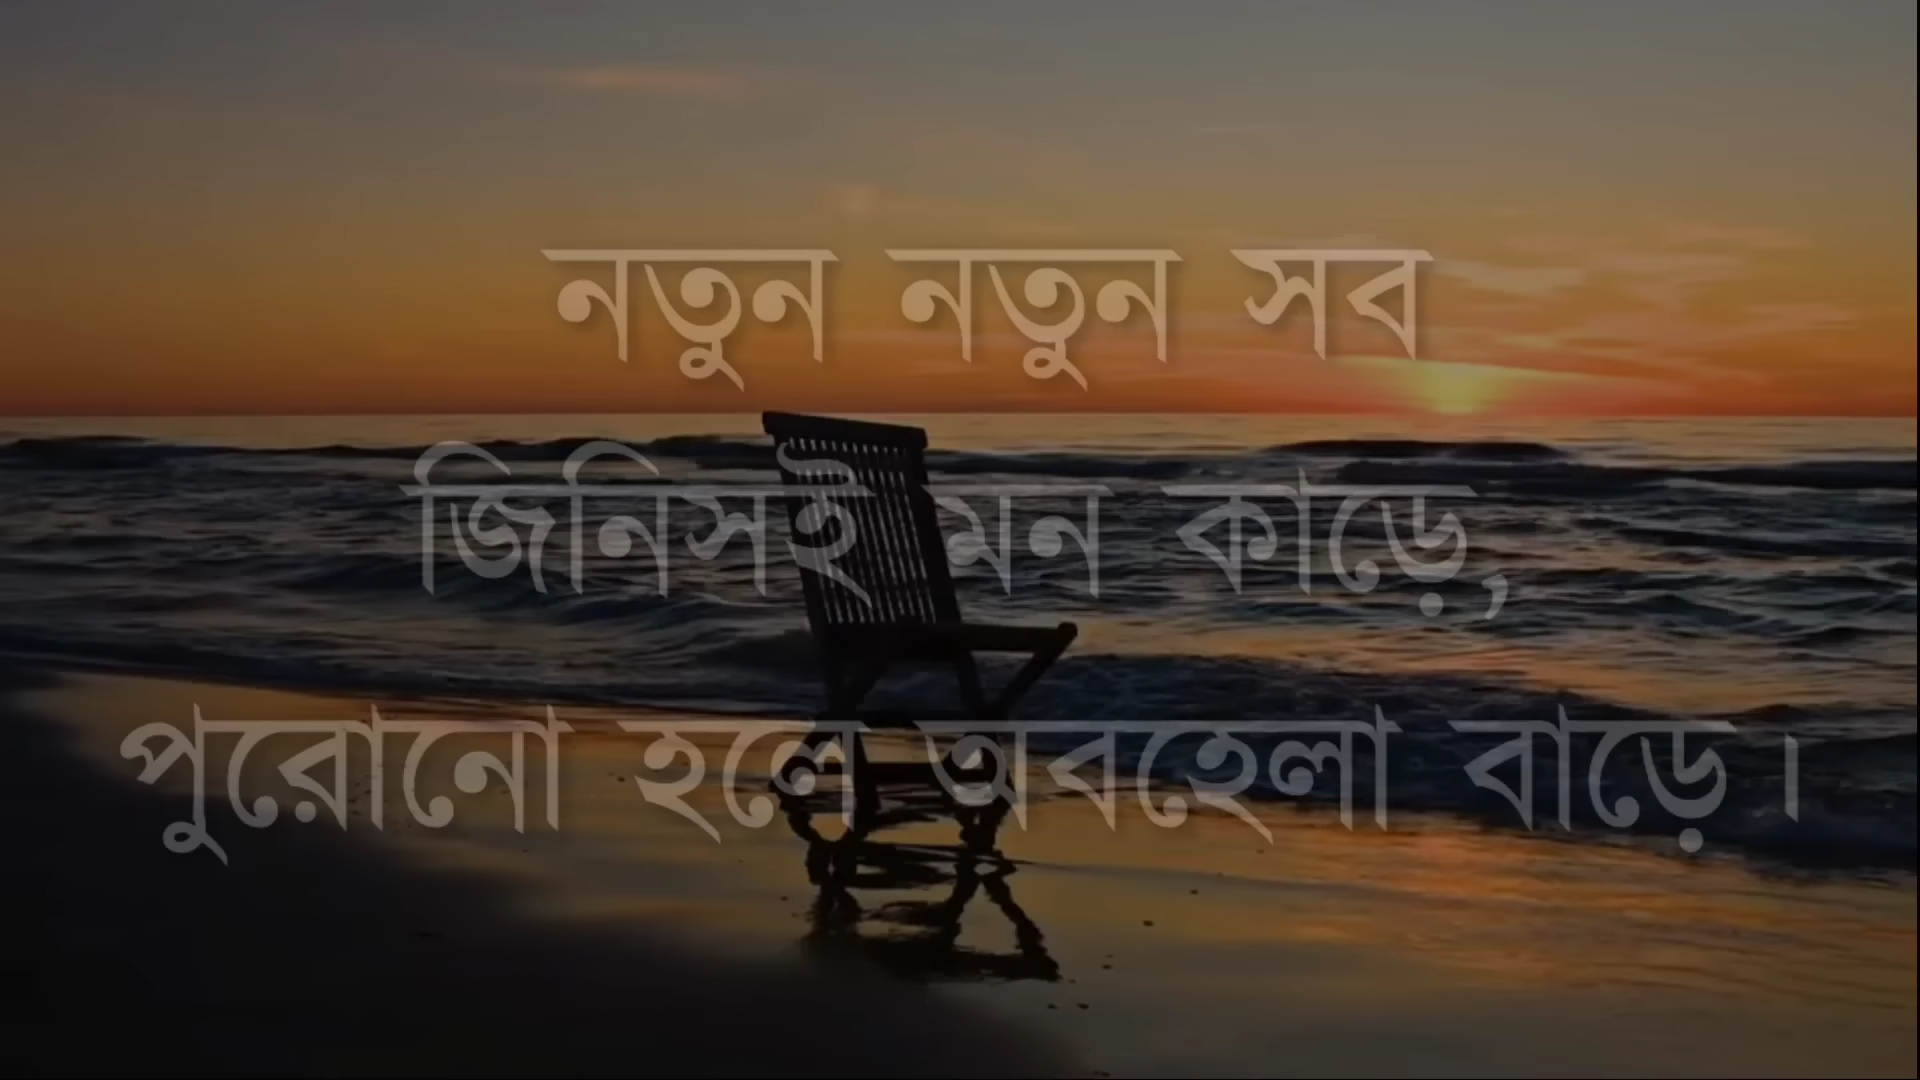 নতুন নতুন সব
জিনিসই মন কাড়ে,
পুরোনো হলে অবহেলা বাড়ে।